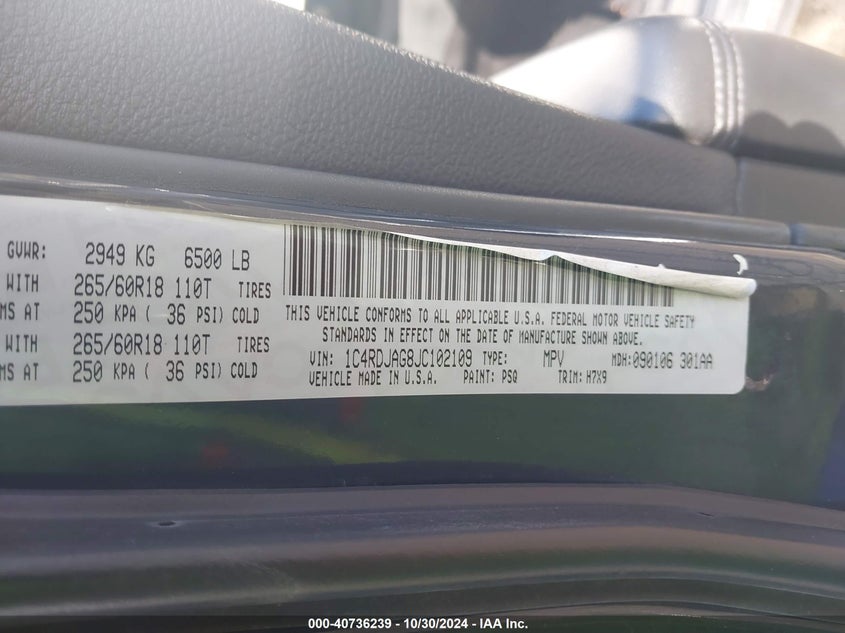 GVWR: 2949 KG 6500 LB
WITH 265/60R18 110T TIRES
MS AT 250 KPA ( 36 PSI) COLD
WITH 265/60R18 110T TIRES
MS AT 250 KPA ( 36 PSI) COLD
THIS VEHICLE CONFORMS TO ALL APPLICABLE U.S.A. FEDERAL MOTOR VEHICLE SAFETY
STANDARDS IN EFFECT ON THE DATE OF MANUFACTURE SHOWN ABOVE.
VIN: 1C4RDJAG8JC102109 TYPE: MPV MDH:090106 301AA
VEHICLE MADE IN U.S.A. PAINT: PSQ TRIM: H7X9
000-40736239 - 10/30/2024 - IAA Inc.